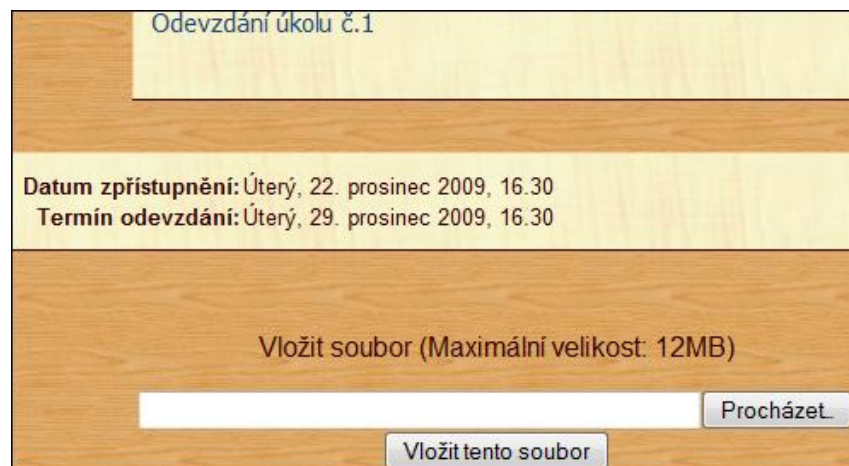 Odevzdání úkolu č.1
Datum zpřístupnění: Úterý, 22. prosinec 2009, 16.30
Termín odevzdání: Úterý, 29. prosinec 2009, 16.30
Vložit soubor (Maximální velikost: 12MB)
Procházet...
Vložit tento soubor